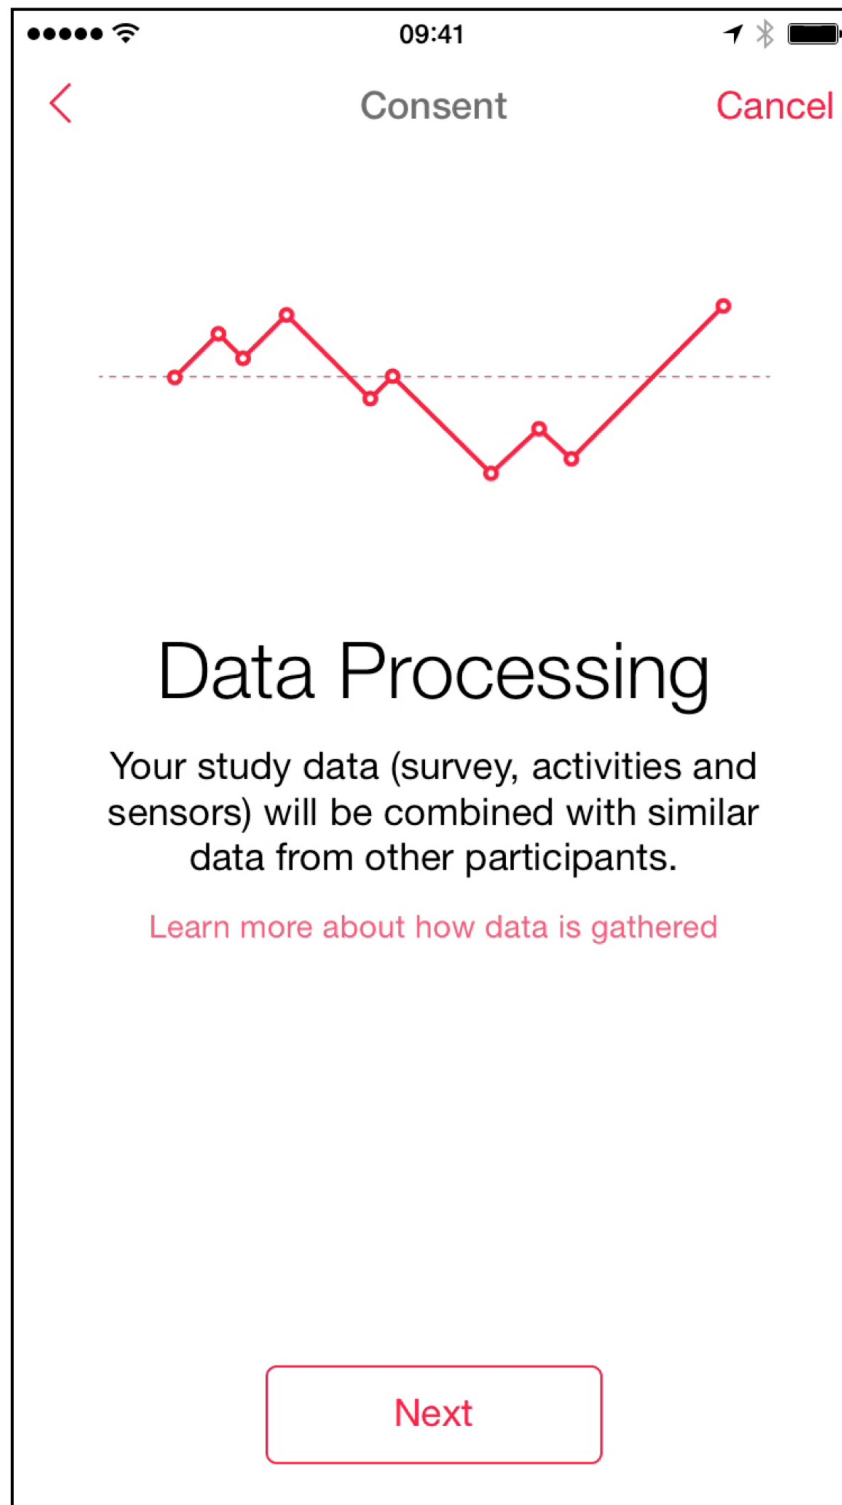 09:41
Consent
Cancel
Data Processing
Your study data (survey, activities and
sensors) will be combined with similar
data from other participants.
Learn more about how data is gathered
Next